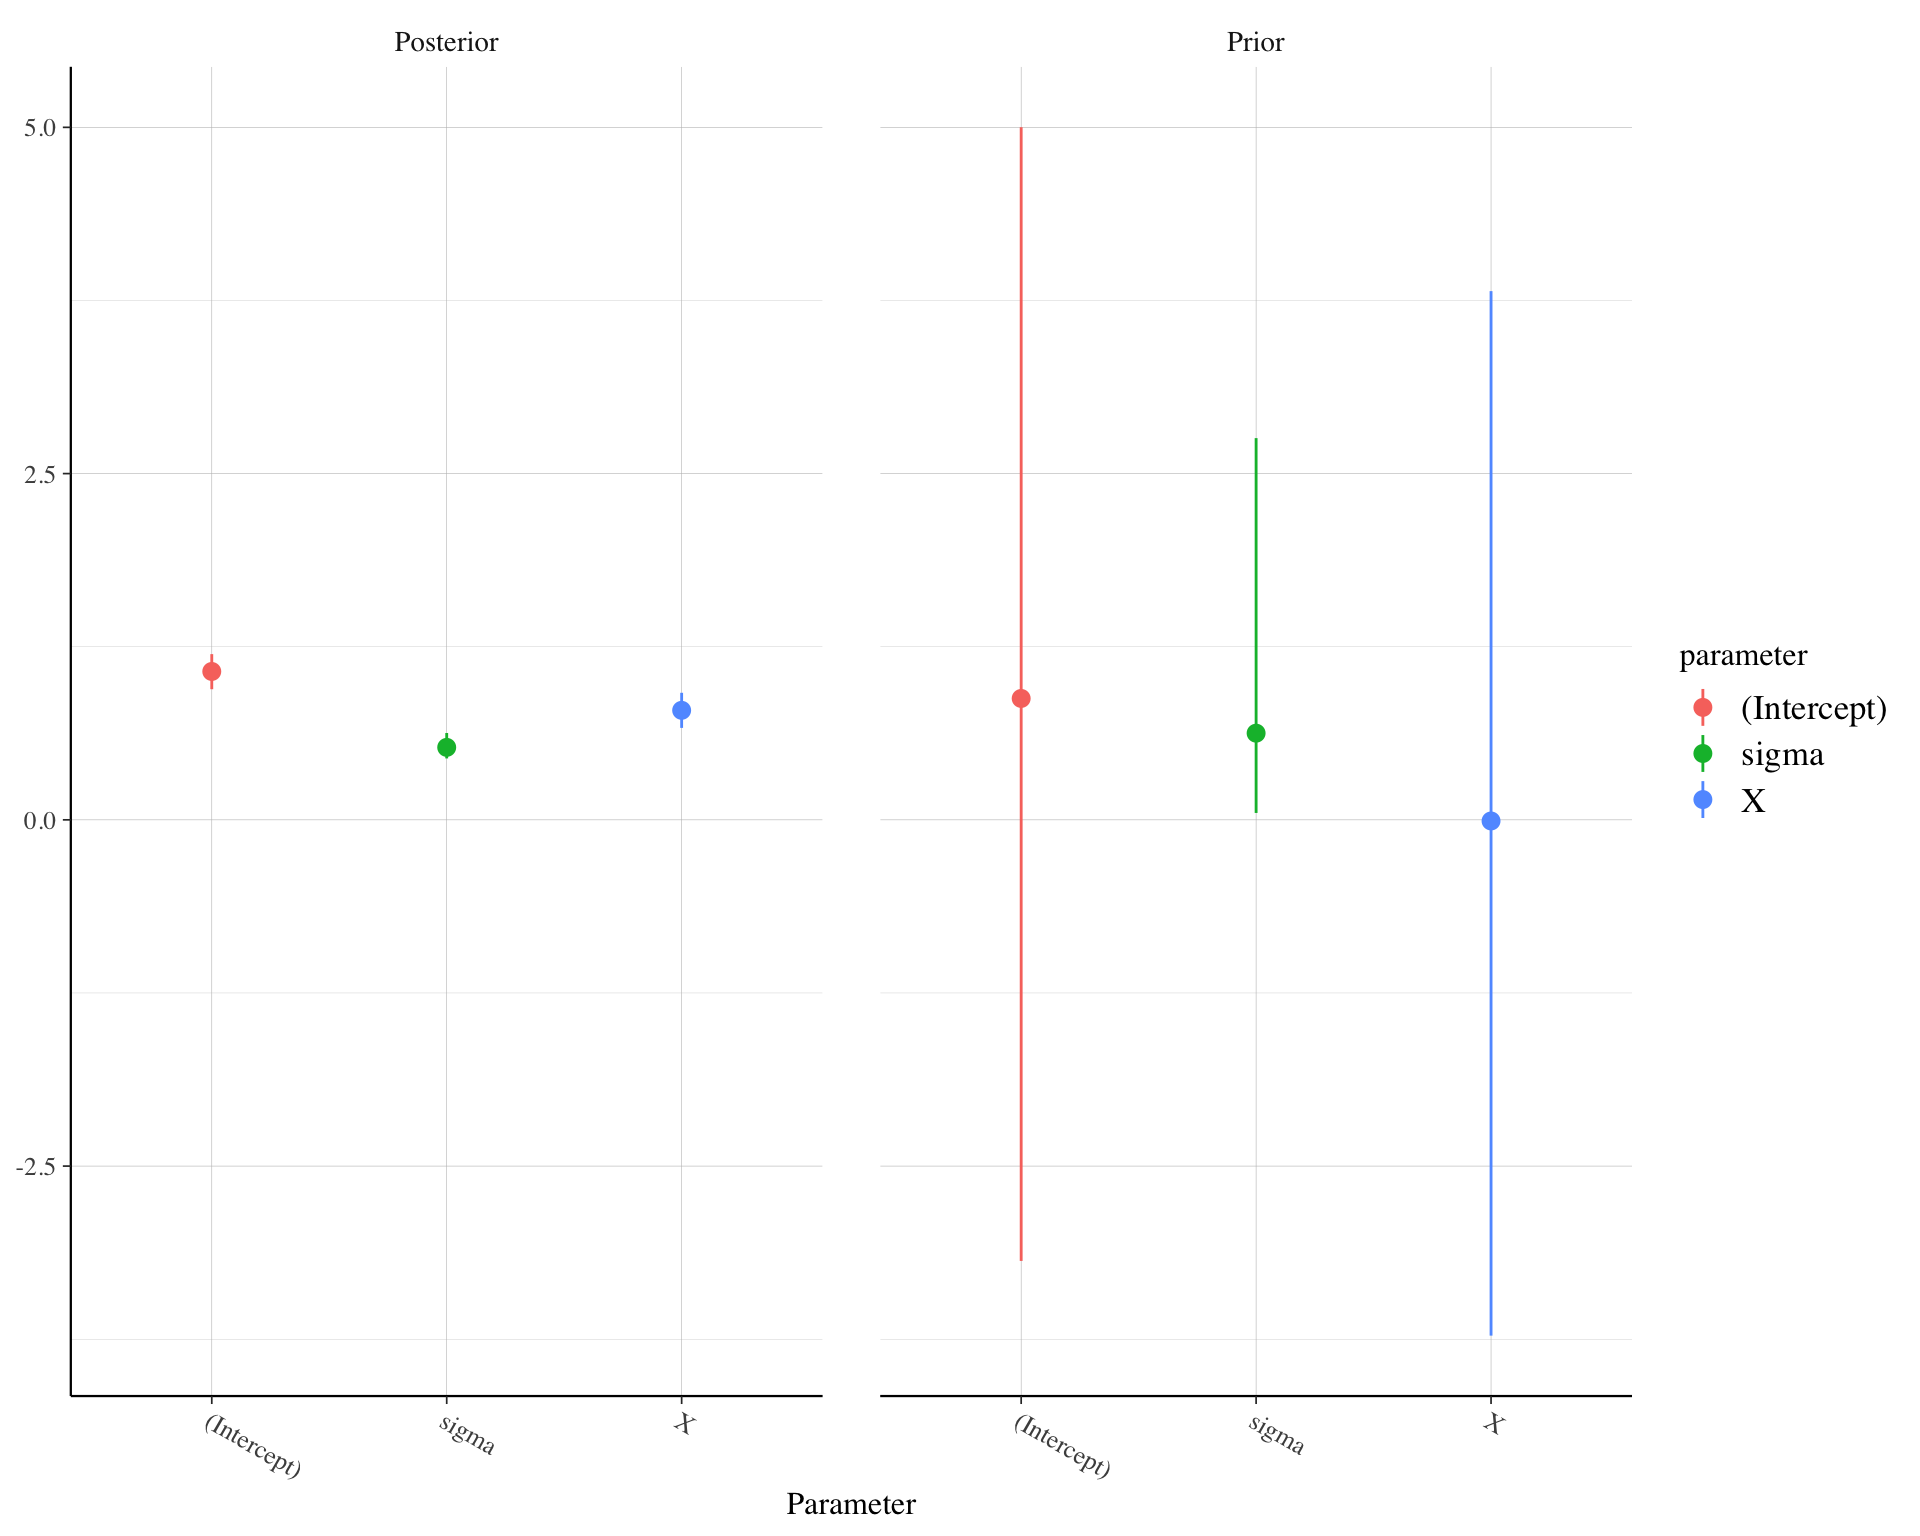 Posterior
Prior
5.0
2.5
0.0
-2.5
(Intercept)
sigma
X
(Intercept)
sigma
X
Parameter
parameter
(Intercept)
sigma
X